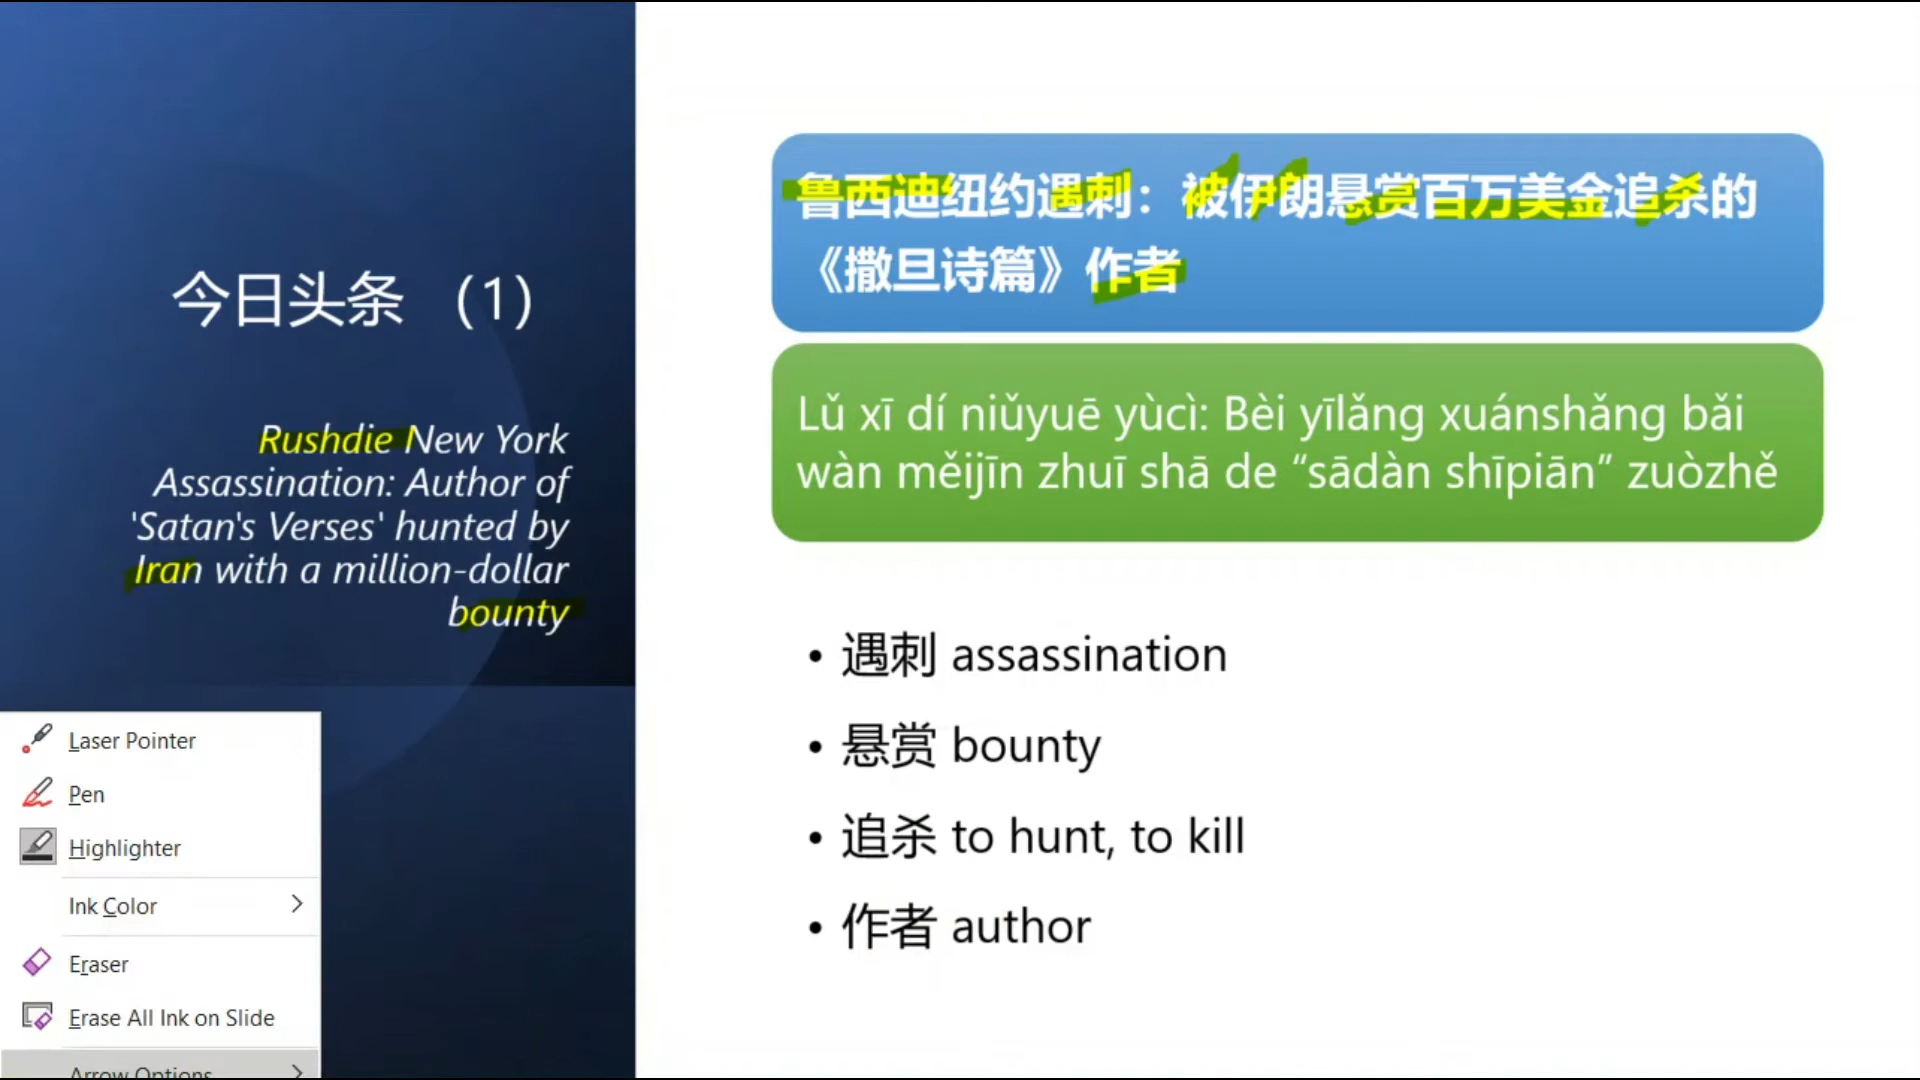 今日头条 （1）
Rushdie New York
Assassination: Author of
'Satan's Verses' hunted by
Iran with a million-dollar
bounty
鲁西迪纽约遇刺：被伊朗悬赏百万美金追杀的
《撒旦诗篇》作者
Lǔ xī dí niǔyuē yùcì: Bèi yīlǎng xuánshǎng bǎi
wàn měijīn zhuī shā de “sādàn shīpiān” zuòzhě
• 遇刺 assassination
• 悬赏 bounty
• 追杀 to hunt, to kill
• 作者 author
Laser Pointer
Pen
Highlighter
Ink Color
Eraser
Erase All Ink on Slide
Arrow Options